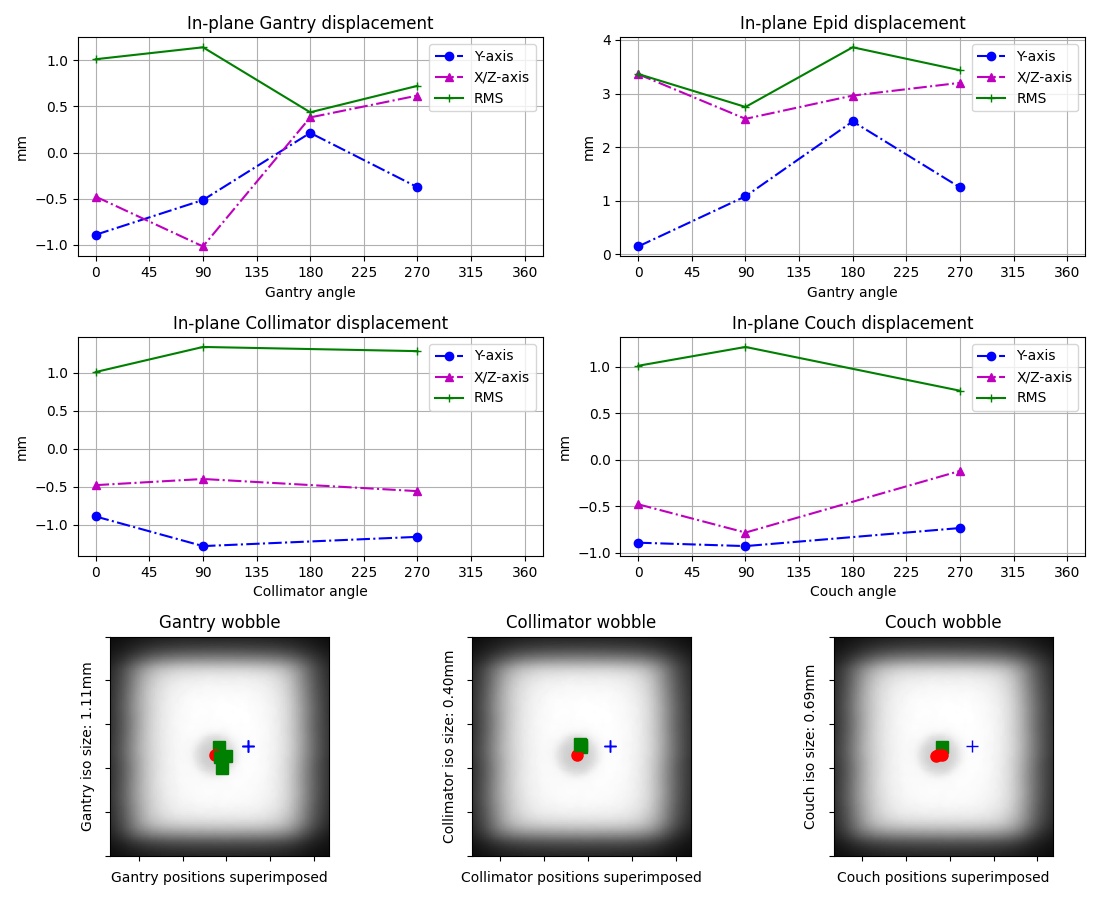 In-plane Gantry displacement
1.0
0.5
0.0
−0.5
−1.0
mm
0 45 90 135 180 225 270 315 360
Gantry angle
Y-axis
X/Z-axis
RMS
In-plane Epid displacement
4
3
2
1
0
mm
0 45 90 135 180 225 270 315 360
Gantry angle
Y-axis
X/Z-axis
RMS
In-plane Collimator displacement
1.0
0.5
0.0
−0.5
−1.0
mm
0 45 90 135 180 225 270 315 360
Collimator angle
Y-axis
X/Z-axis
RMS
In-plane Couch displacement
1.0
0.5
0.0
−0.5
−1.0
mm
0 45 90 135 180 225 270 315 360
Couch angle
Y-axis
X/Z-axis
RMS
Gantry wobble
Gantry iso size: 1.11mm
Gantry positions superimposed
Collimator wobble
Collimator iso size: 0.40mm
Collimator positions superimposed
Couch wobble
Couch iso size: 0.69mm
Couch positions superimposed